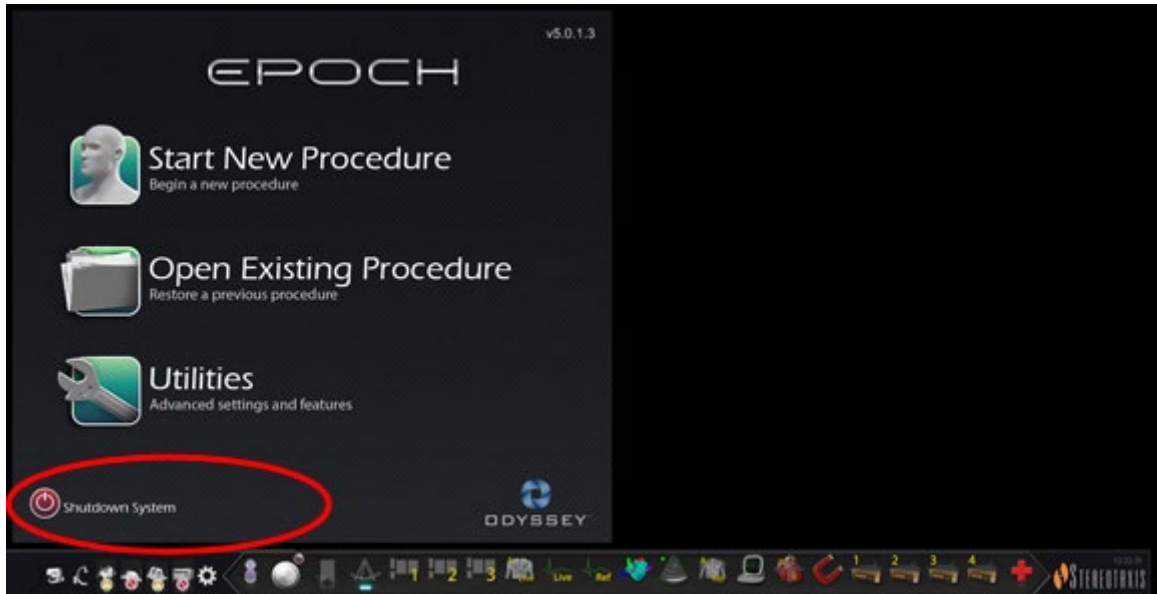 v5.0.1.3
EPOCH
Start New Procedure
Begin a new procedure
Open Existing Procedure
Restore a previous procedure
Utilities
Advanced settings and features
Shutdown System
ODYSSEY
1 2 3 Live Ref 1 2 3 4
STEREOTAXIS